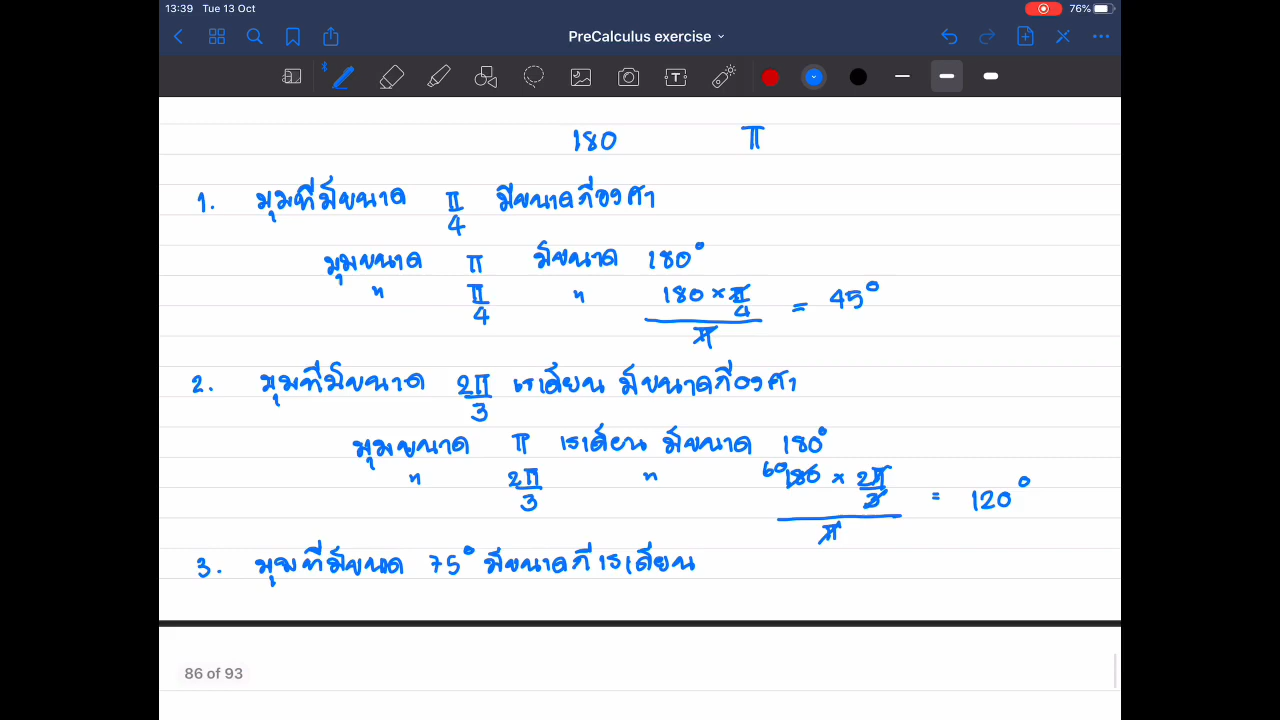 13:39 Tue 13 Oct 76%
PreCalculus exercise
180 π
1. มุมที่มีขนาด π/4 มีขนาดกี่องศา
มุมขนาด π มีขนาด 180°
" π/4 " (180 × π/4)/π = 45°
2. มุมที่มีขนาด 2π/3 เรเดียน มีขนาดกี่องศา
มุมขนาด π เรเดียน มีขนาด 180°
" 2π/3 " 60 (180 × 2π/3)/π = 120°
3. มุมที่มีขนาด 75° มีขนาดกี่เรเดียน
86 of 93